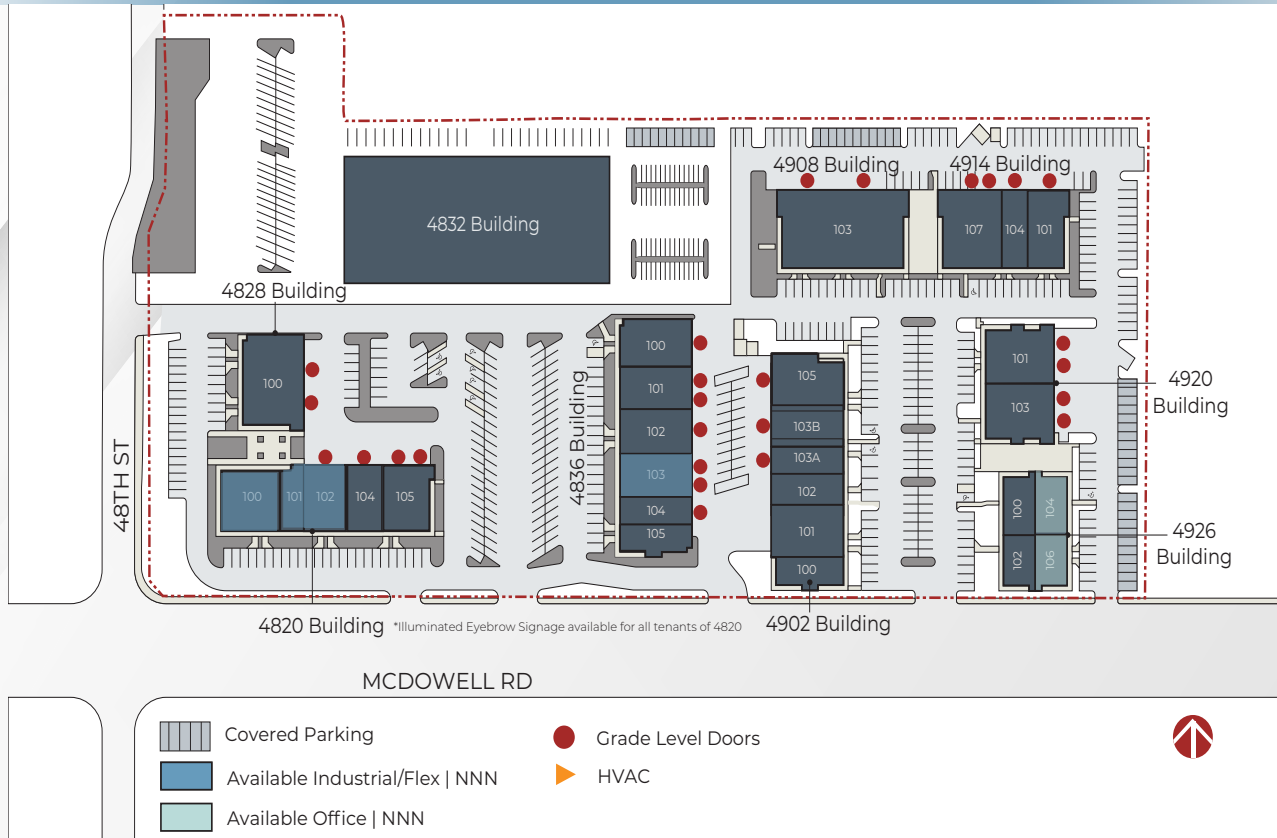 4908 Building
4914 Building
103
107
104
101
4832 Building
4828 Building
100
4836 Building
100
101
102
103
104
105
105
103B
103A
102
101
100
101
103
4920
Building
48TH ST
100
101
102
104
105
100
104
102
106
4926
Building
4820 Building
*Illuminated Eyebrow Signage available for all tenants of 4820
4902 Building
MCDOWELL RD
Covered Parking
Grade Level Doors
Available Industrial/Flex | NNN
HVAC
Available Office | NNN